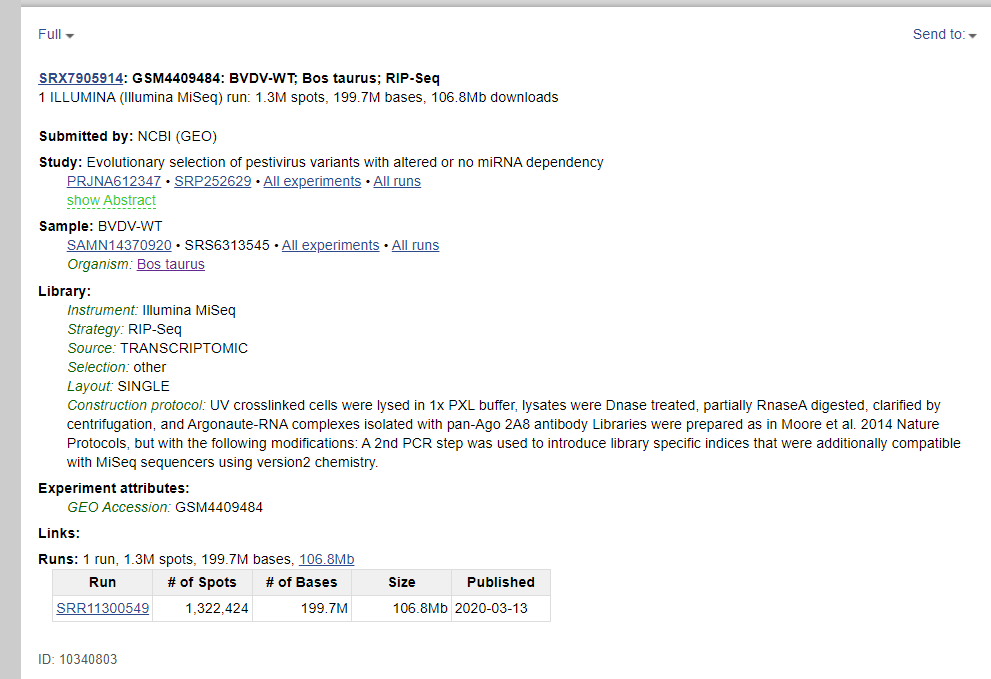 Full
Send to:
SRX7905914: GSM4409484: BVDV-WT; Bos taurus; RIP-Seq
1 ILLUMINA (Illumina MiSeq) run: 1.3M spots, 199.7M bases, 106.8Mb downloads
Submitted by: NCBI (GEO)
Study: Evolutionary selection of pestivirus variants with altered or no miRNA dependency
PRJNA612347 • SRP252629 • All experiments • All runs
show Abstract
Sample: BVDV-WT
SAMN14370920 • SRS6313545 • All experiments • All runs
Organism: Bos taurus
Library:
Instrument: Illumina MiSeq
Strategy: RIP-Seq
Source: TRANSCRIPTOMIC
Selection: other
Layout: SINGLE
Construction protocol: UV crosslinked cells were lysed in 1x PXL buffer, lysates were Dnase treated, partially RnaseA digested, clarified by
centrifugation, and Argonaute-RNA complexes isolated with pan-Ago 2A8 antibody Libraries were prepared as in Moore et al. 2014 Nature
Protocols, but with the following modifications: A 2nd PCR step was used to introduce library specific indices that were additionally compatible
with MiSeq sequencers using version2 chemistry.
Experiment attributes:
GEO Accession: GSM4409484
Links:
Runs: 1 run, 1.3M spots, 199.7M bases, 106.8Mb
Run # of Spots # of Bases Size Published
SRR11300549 1,322,424 199.7M 106.8Mb 2020-03-13
ID: 10340803